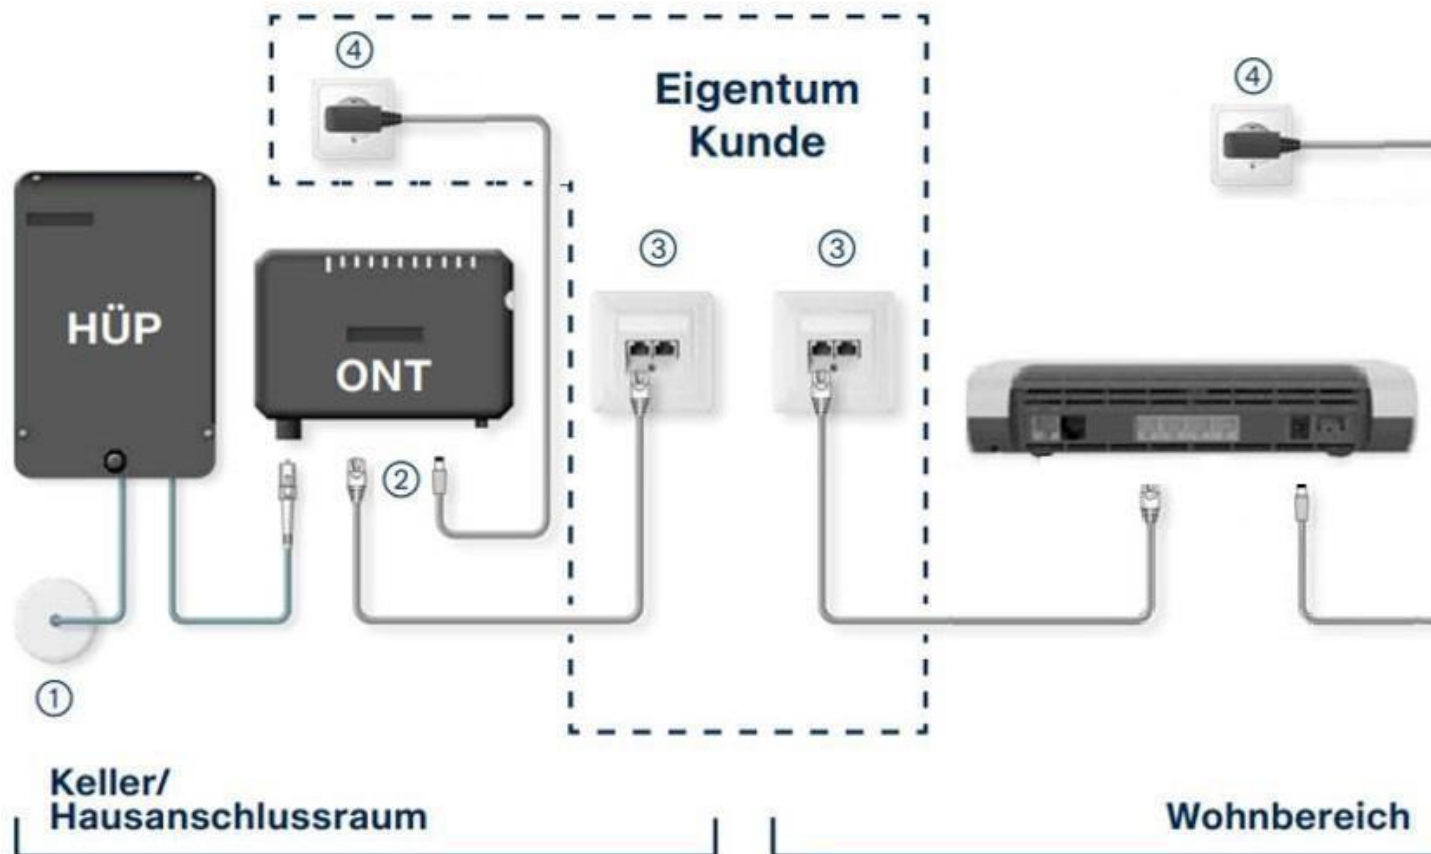 ④
Eigentum
Kunde
④
③
③
HÜP
ONT
②
①
Keller/
Hausanschlussraum
Wohnbereich